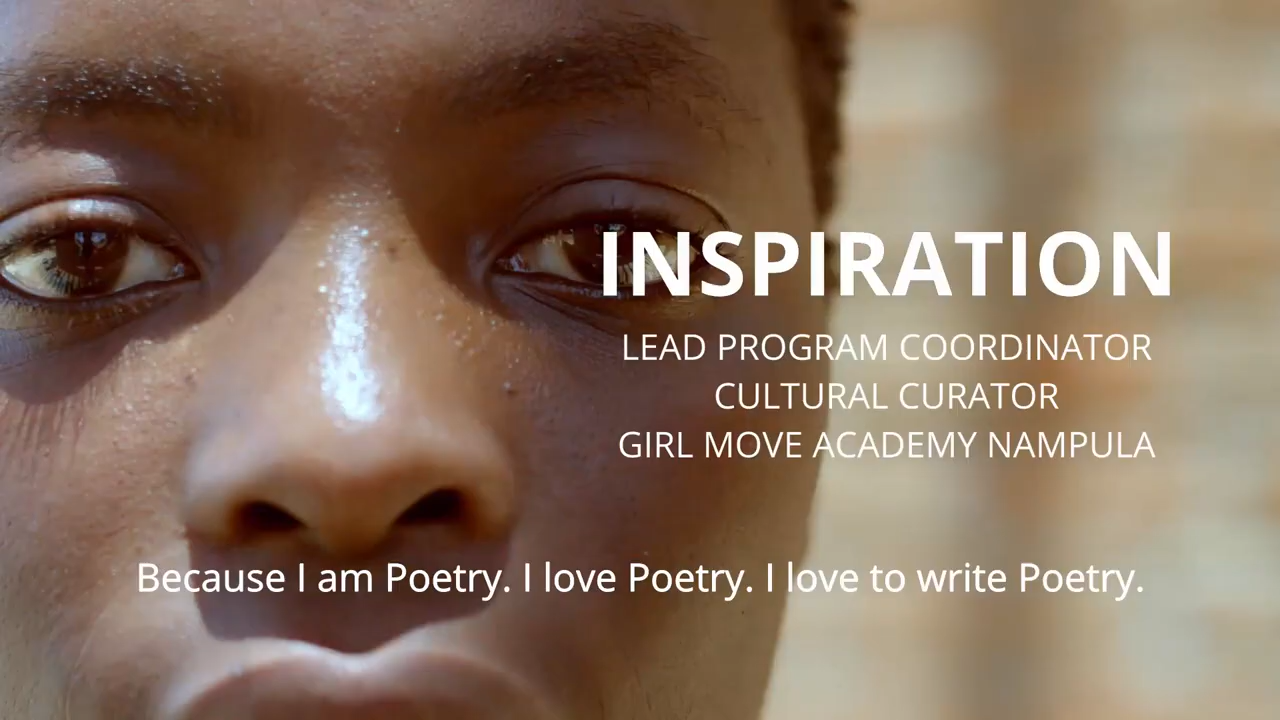 INSPIRATION
LEAD PROGRAM COORDINATOR
CULTURAL CURATOR
GIRL MOVE ACADEMY NAMPULA
Because I am Poetry. I love Poetry. I love to write Poetry.